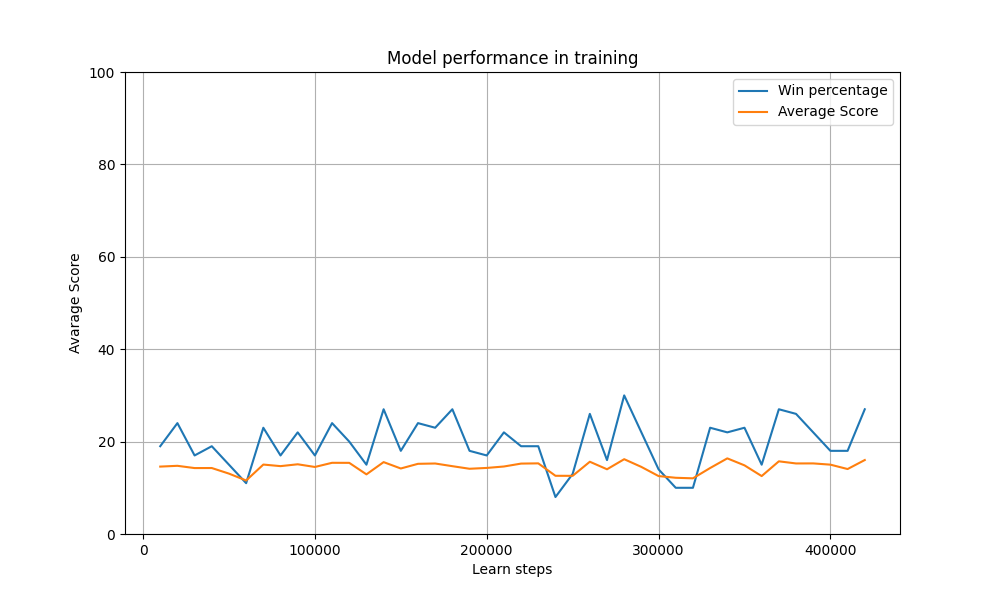 Model performance in training
Win percentage
Average Score
100
80
60
40
20
0
Avarage Score
0 100000 200000 300000 400000
Learn steps